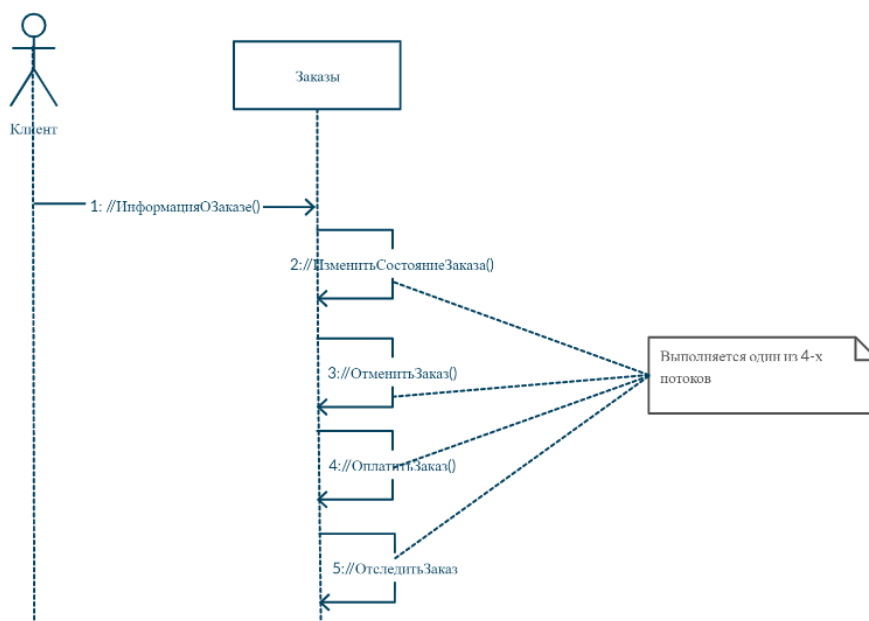 Заказы
Клиент
1: //ИнформацияОЗаказе()
2://ИзменитьСостояниеЗаказа()
Выполняется один из 4-х
потоков
3://ОтменитьЗаказ()
4://ОплатитьЗаказ()
5://ОтследитьЗаказ